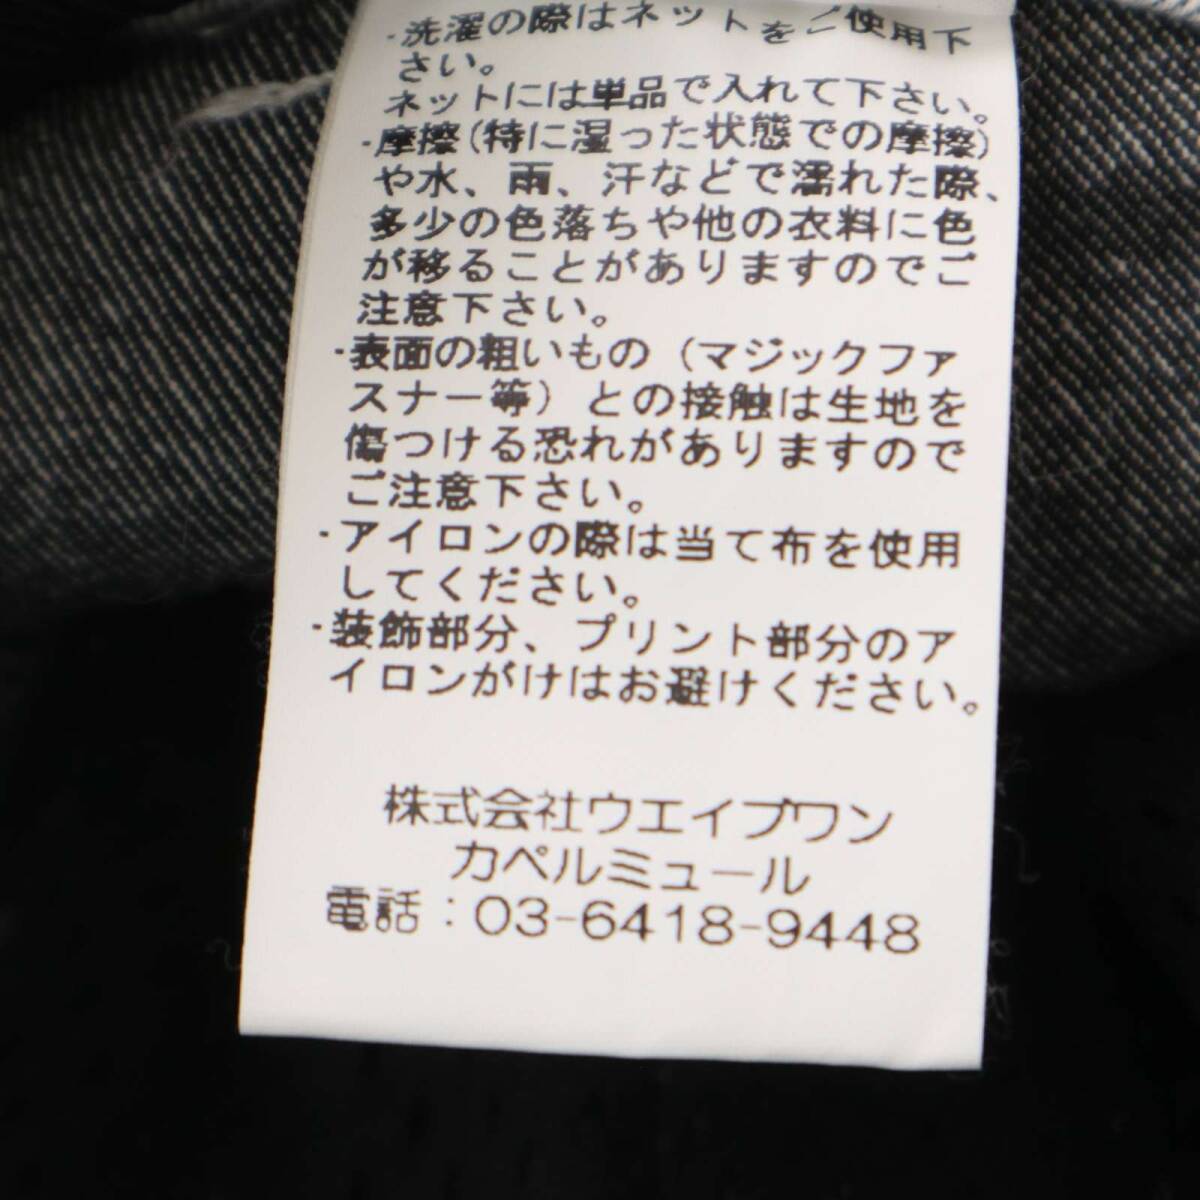 ·洗濯の際はネットをご使用下
さい。
ネットには単品で入れて下さい。
·摩擦(特に湿った状態での摩擦)
や水、雨、汗などで濡れた際、
多少の色落ちや他の衣料に色
が移ることがありますのでご
注意下さい。
·表面の粗いもの（マジックファ
スナー等）との接触は生地を
傷つける恐れがありますので
ご注意下さい。
·アイロンの際は当て布を使用
してください。
·装飾部分、プリント部分のア
イロンがけはお避けください。
株式会社ウエイブワン
カペルミュール
電話：03-6418-9448